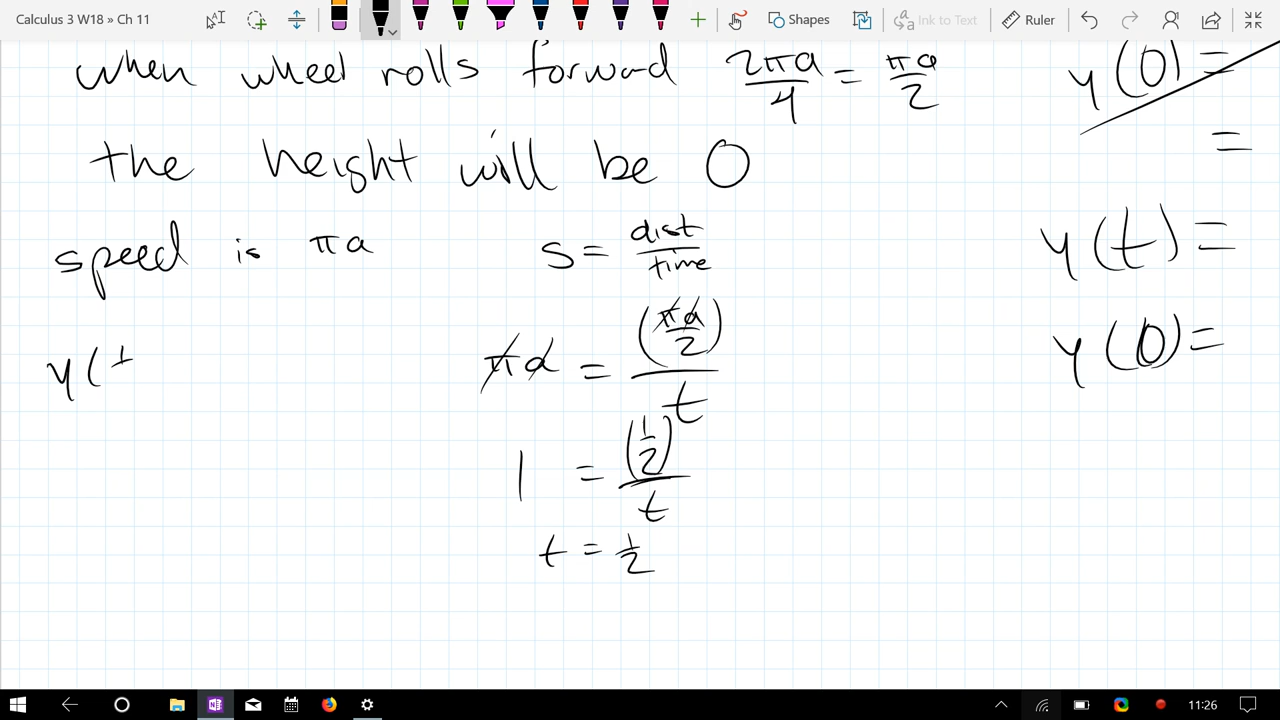 Calculus 3 W18 » Ch 11 Shapes Ink to Text Ruler
when wheel rolls forward 2πa/4 = πa/2 y(0) =
=
the height will be 0
speed is πa s = dist/time y(t) =
y(t πa = (πa/2)/t y(0) =
1 = (1/2)/t
t = 1/2
11:26